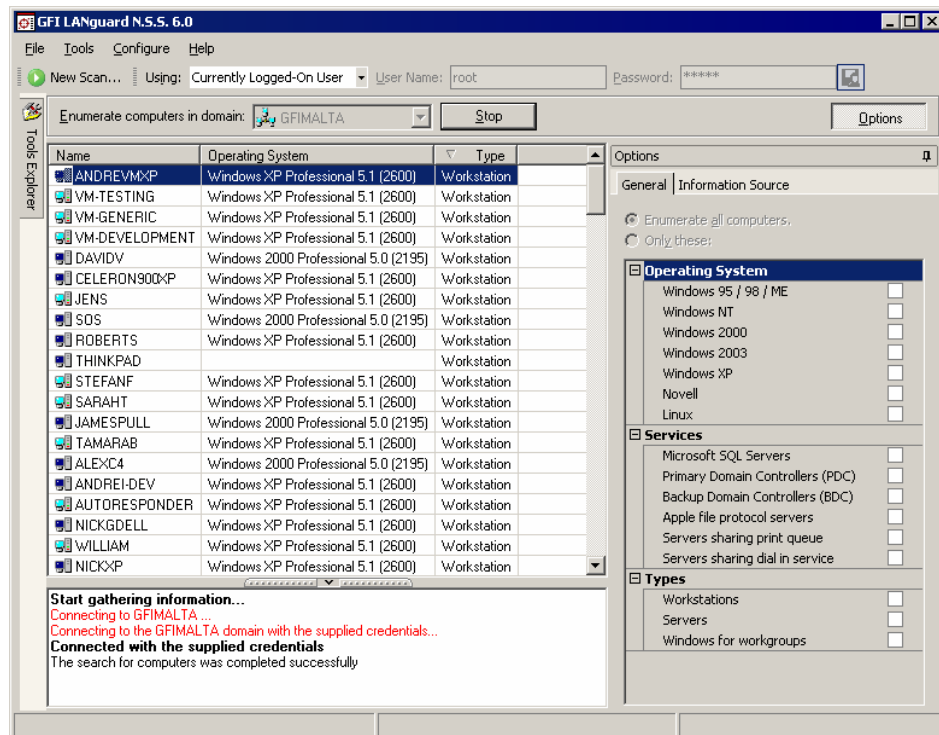 GFI LANguard N.S.S. 6.0
File Tools Configure Help
New Scan... Using: Currently Logged-On User User Name: root Password: *****
Tools Explorer
Enumerate computers in domain: GFIMALTA Stop Options
Name Operating System Type
ANDREVMXP Windows XP Professional 5.1 (2600) Workstation
VM-TESTING Windows XP Professional 5.1 (2600) Workstation
VM-GENERIC Windows XP Professional 5.1 (2600) Workstation
VM-DEVELOPMENT Windows XP Professional 5.1 (2600) Workstation
DAVIDV Windows 2000 Professional 5.0 (2195) Workstation
CELERON900XP Windows XP Professional 5.1 (2600) Workstation
JENS Windows XP Professional 5.1 (2600) Workstation
SOS Windows 2000 Professional 5.0 (2195) Workstation
ROBERTS Windows XP Professional 5.1 (2600) Workstation
THINKPAD Workstation
STEFANF Windows XP Professional 5.1 (2600) Workstation
SARAHT Windows XP Professional 5.1 (2600) Workstation
JAMESPULL Windows 2000 Professional 5.0 (2195) Workstation
TAMARAB Windows XP Professional 5.1 (2600) Workstation
ALEXC4 Windows 2000 Professional 5.0 (2195) Workstation
ANDREI-DEV Windows XP Professional 5.1 (2600) Workstation
AUTORESPONDER Windows XP Professional 5.1 (2600) Workstation
NICKGDELL Windows XP Professional 5.1 (2600) Workstation
WILLIAM Windows XP Professional 5.1 (2600) Workstation
NICKXP Windows XP Professional 5.1 (2600) Workstation
Start gathering information...
Connecting to GFIMALTA ...
Connecting to the GFIMALTA domain with the supplied credentials...
Connected with the supplied credentials
The search for computers was completed successfully
Options
General Information Source
Enumerate all computers.
Only these:
Operating System
Windows 95 / 98 / ME
Windows NT
Windows 2000
Windows 2003
Windows XP
Novell
Linux
Services
Microsoft SQL Servers
Primary Domain Controllers (PDC)
Backup Domain Controllers (BDC)
Apple file protocol servers
Servers sharing print queue
Servers sharing dial in service
Types
Workstations
Servers
Windows for workgroups